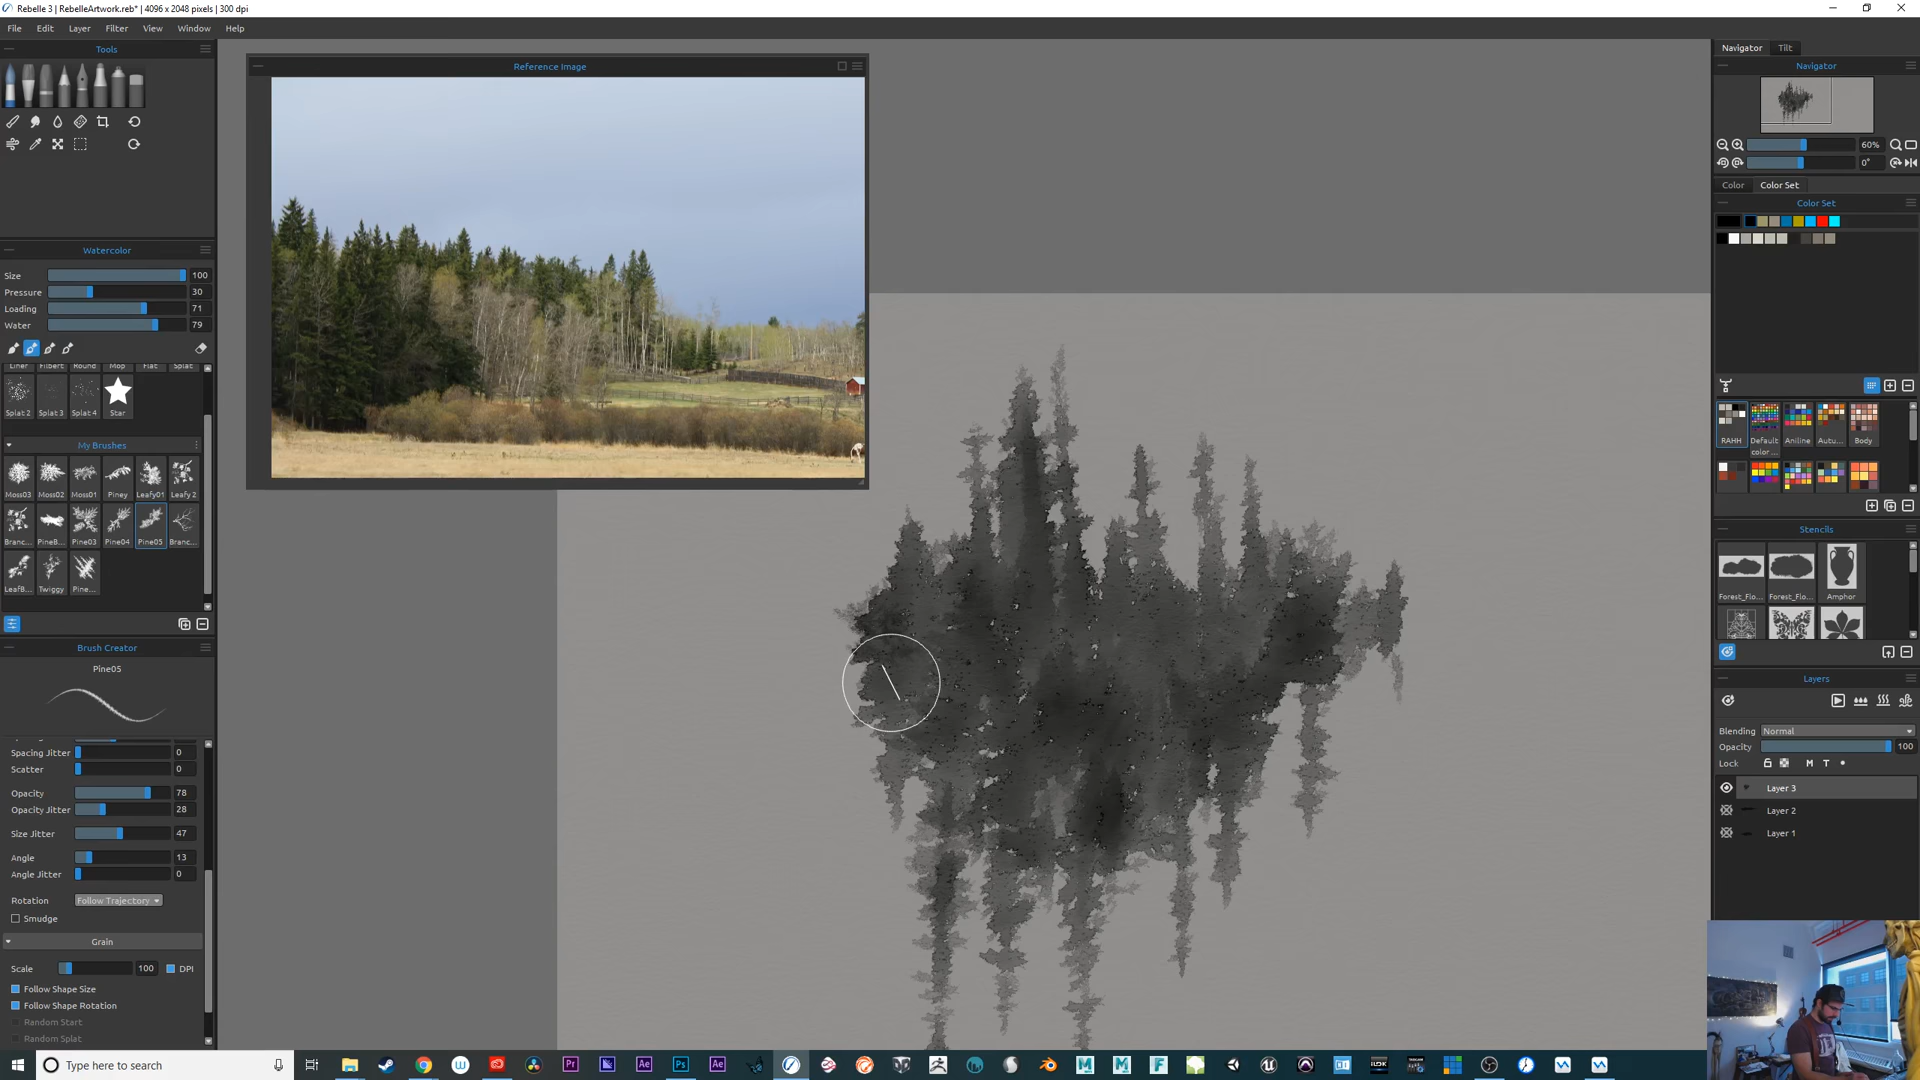 Rebelle 3 | RebelleArtwork.reb* | 4096 x 2048 pixels | 300 dpi
File Edit Layer Filter View Window Help
Tools
Reference Image
Navigator Tilt
Navigator
60%
0°
Color Color Set
Color Set
Watercolor
Size 100
Pressure 30
Loading 71
Water 79
Liner Filbert Round Mop Flat Splat
Splat 2 Splat 3 Splat 4 Star
My Brushes
Moss03 Moss02 Moss01 Piney Leafy01 Leafy 2
Branc... PineB... Pine03 Pine04 Pine05 Branc...
LeafB... Twiggy Pine...
RAHH Default color ... Aniline Autu... Body
Stencils
Forest_Flo... Forest_Flo... Amphor
Brush Creator
Pine05
Spacing Jitter 0
Scatter 0
Opacity 78
Opacity Jitter 28
Size Jitter 47
Angle 13
Angle Jitter 0
Rotation Follow Trajectory
Smudge
Grain
Scale 100 DPI
Follow Shape Size
Follow Shape Rotation
Random Start
Random Splat
Layers
Blending Normal
Opacity 100
Lock M T
Layer 3
Layer 2
Layer 1
Type here to search